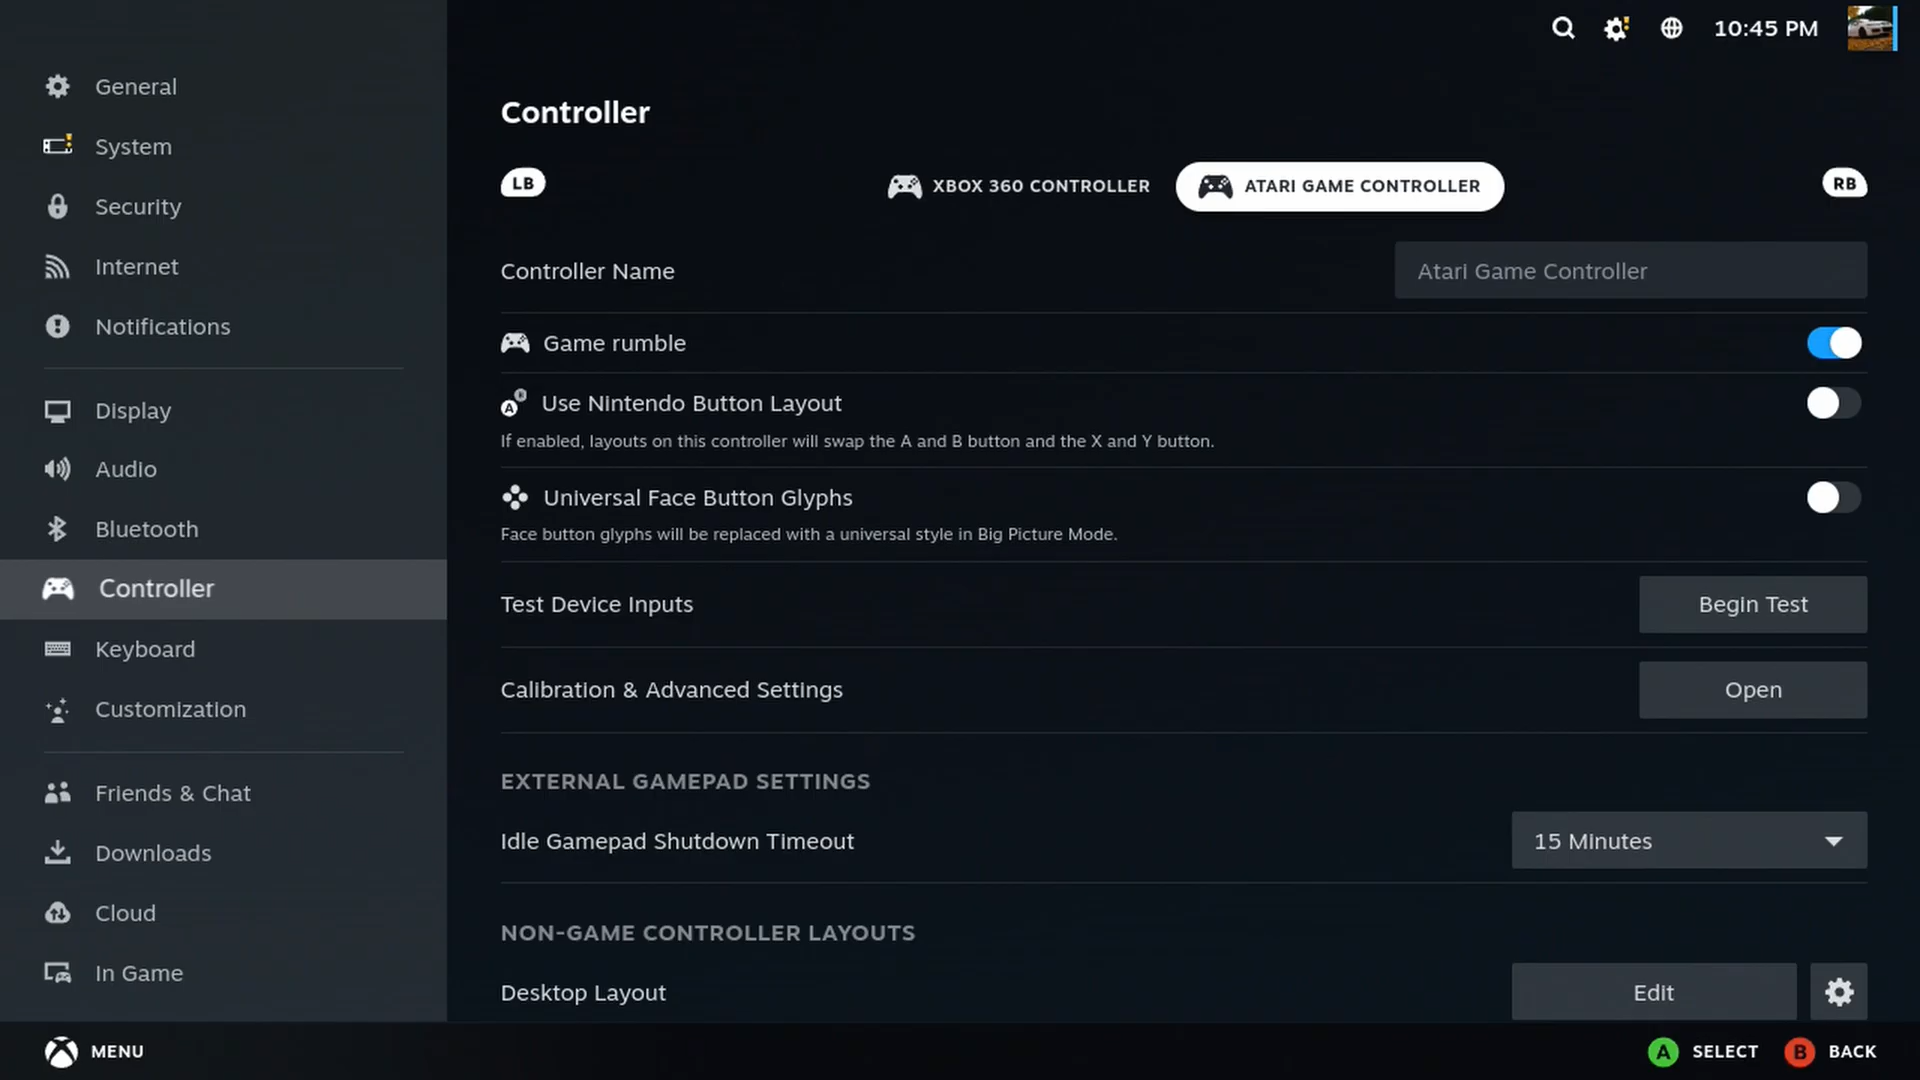 10:45 PM
General
System
Security
Internet
Notifications
Display
Audio
Bluetooth
Controller
Keyboard
Customization
Friends & Chat
Downloads
Cloud
In Game
Controller
LB
XBOX 360 CONTROLLER
ATARI GAME CONTROLLER
RB
Controller Name
Atari Game Controller
Game rumble
Use Nintendo Button Layout
If enabled, layouts on this controller will swap the A and B button and the X and Y button.
Universal Face Button Glyphs
Face button glyphs will be replaced with a universal style in Big Picture Mode.
Test Device Inputs
Begin Test
Calibration & Advanced Settings
Open
EXTERNAL GAMEPAD SETTINGS
Idle Gamepad Shutdown Timeout
15 Minutes
NON-GAME CONTROLLER LAYOUTS
Desktop Layout
Edit
MENU
A SELECT
B BACK